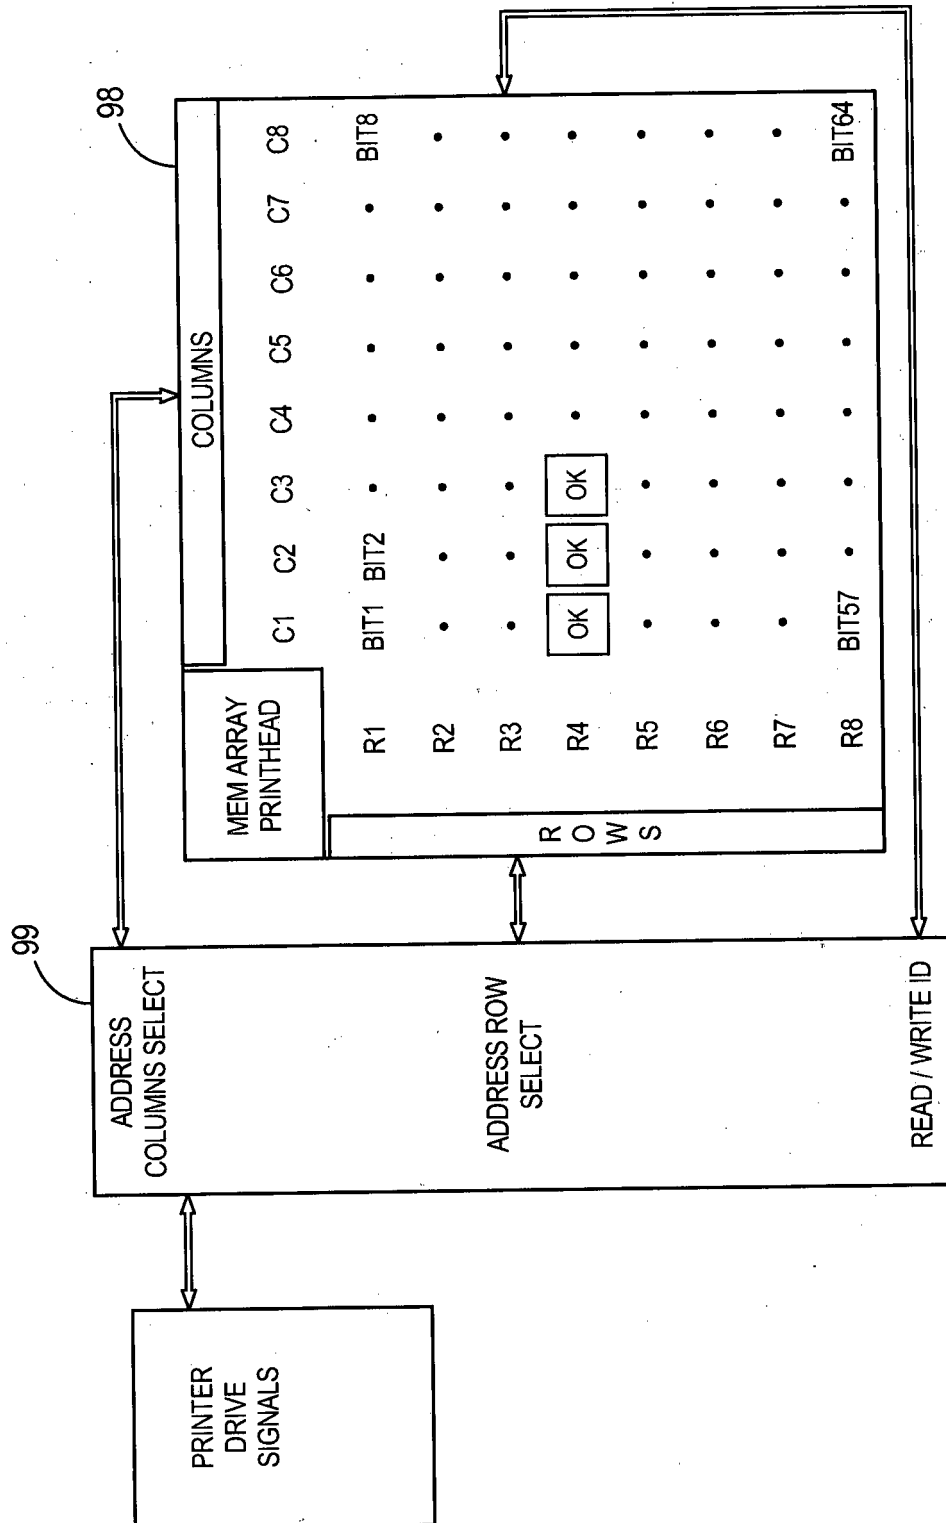 98
99
COLUMNS
MEM ARRAY
PRINTHEAD
C1 C2 C3 C4 C5 C6 C7 C8
R1 BIT1 BIT2 BIT8
R2
R3
R4 OK OK OK
R5
R6
R7
R8 BIT57 BIT64
ROWS
ADDRESS
COLUMNS SELECT
ADDRESS ROW
SELECT
READ / WRITE ID
PRINTER
DRIVE
SIGNALS